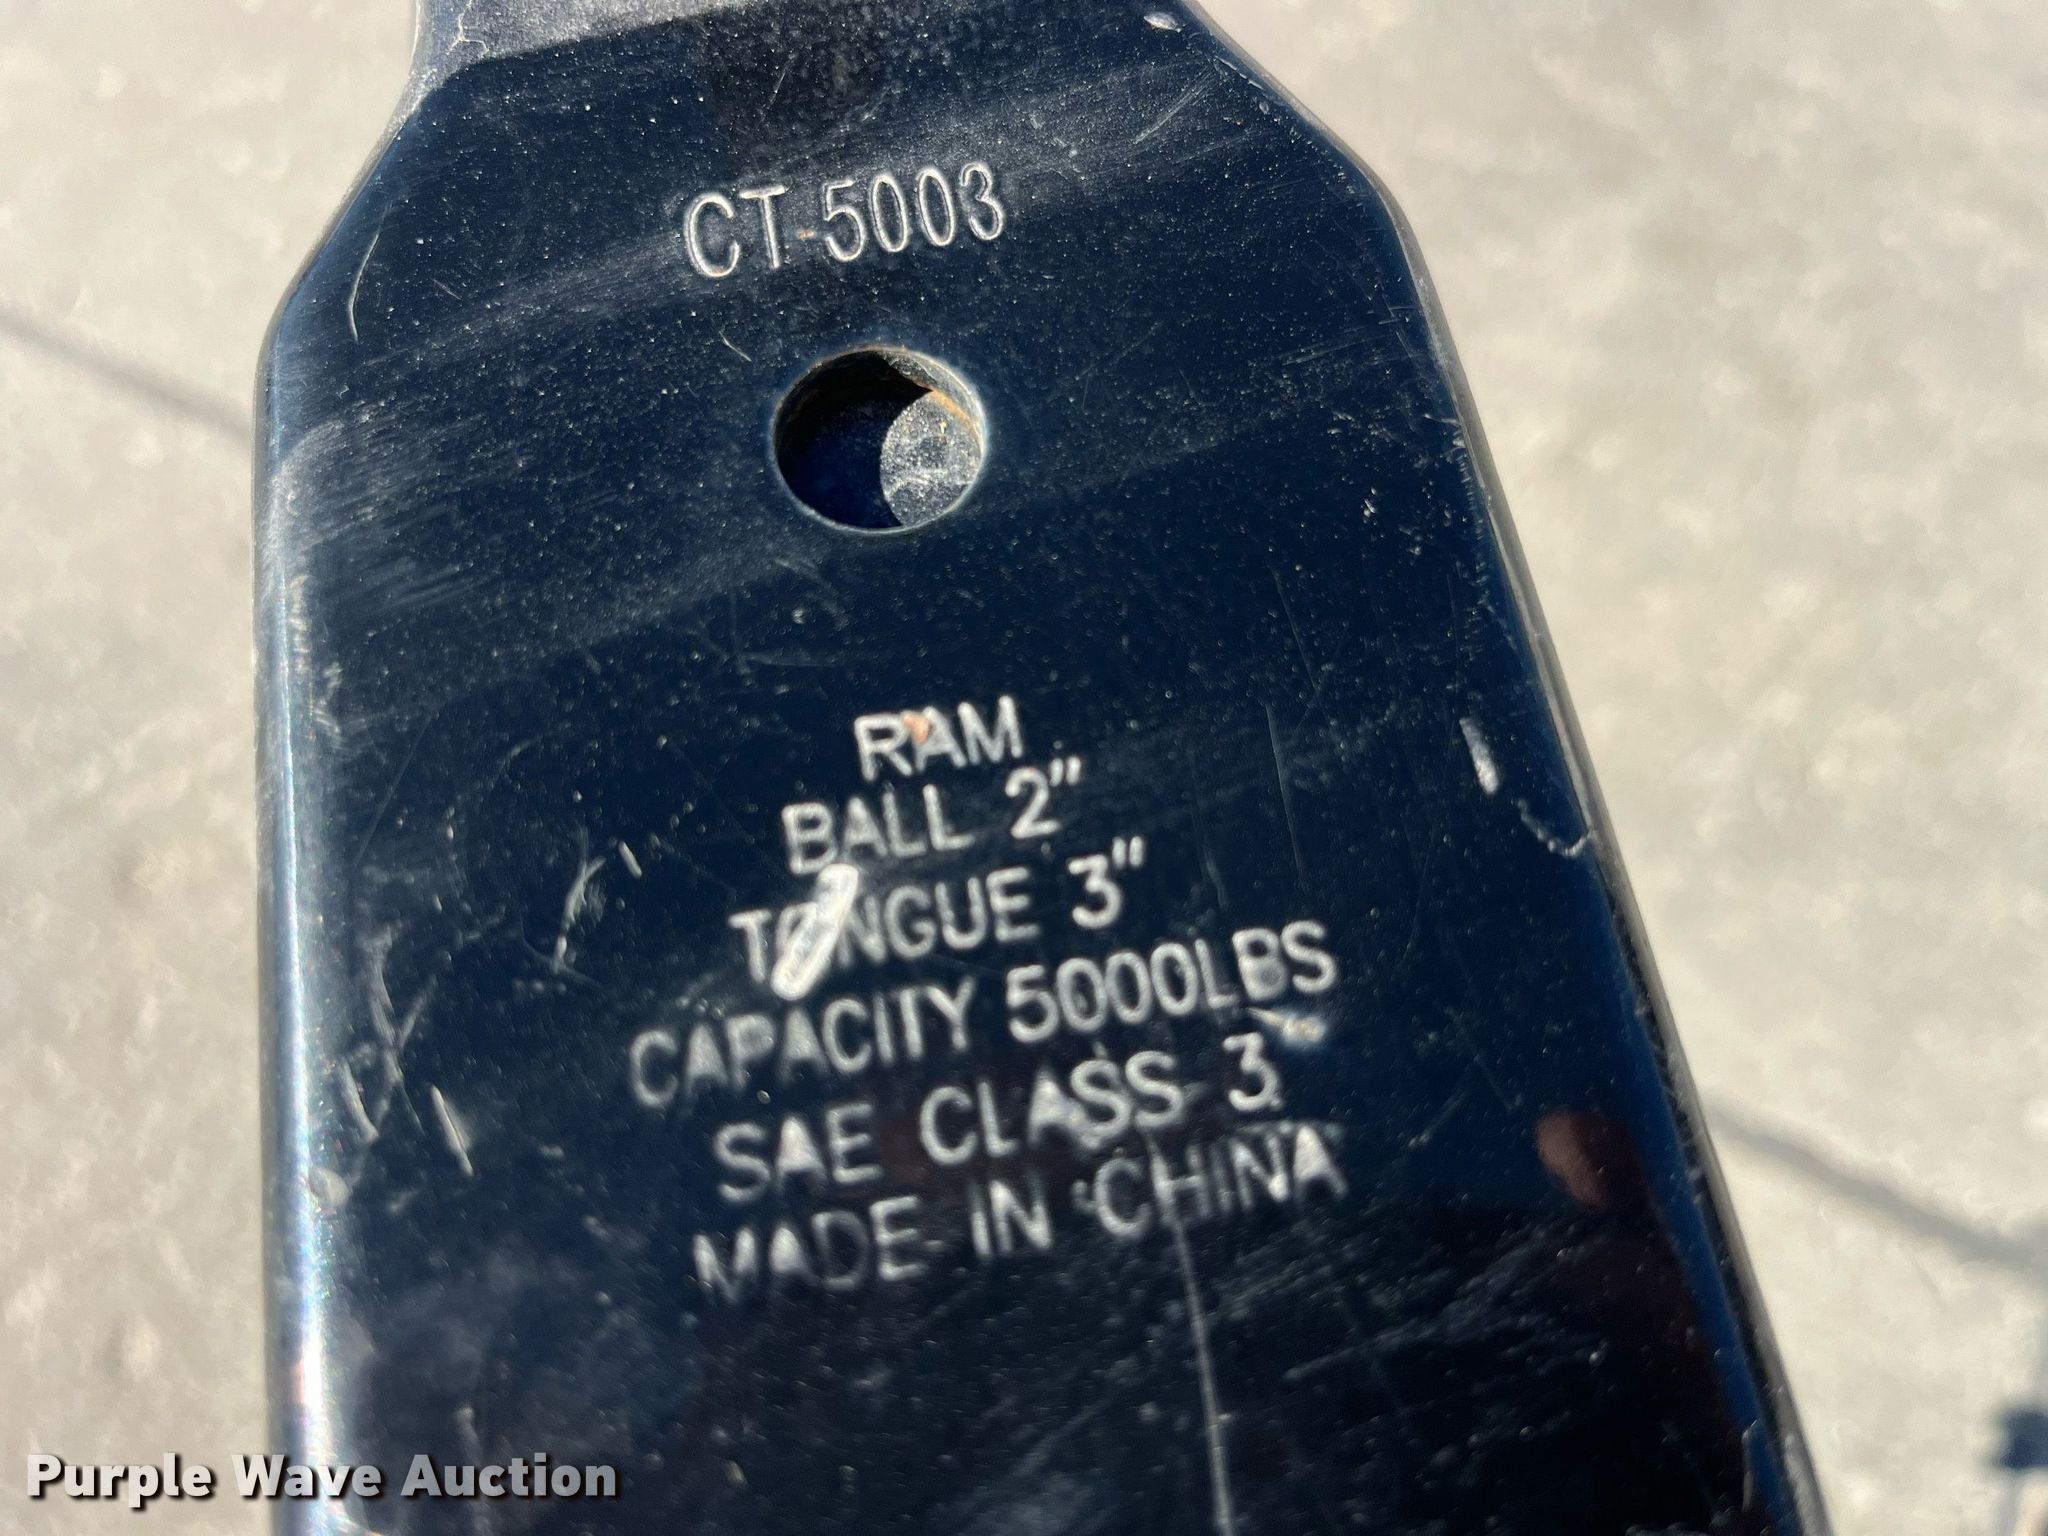 CT-5003
RAM
BALL 2"
TONGUE 3"
CAPACITY 5000LBS
SAE CLASS 3
MADE IN CHINA
Purple Wave Auction